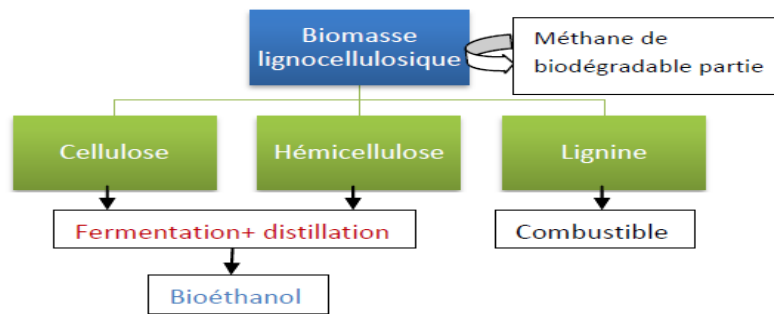 Biomasse
lignocellulosique
Méthane de
biodégradable partie
Cellulose
Hémicellulose
Lignine
Fermentation+ distillation
Combustible
Bioéthanol